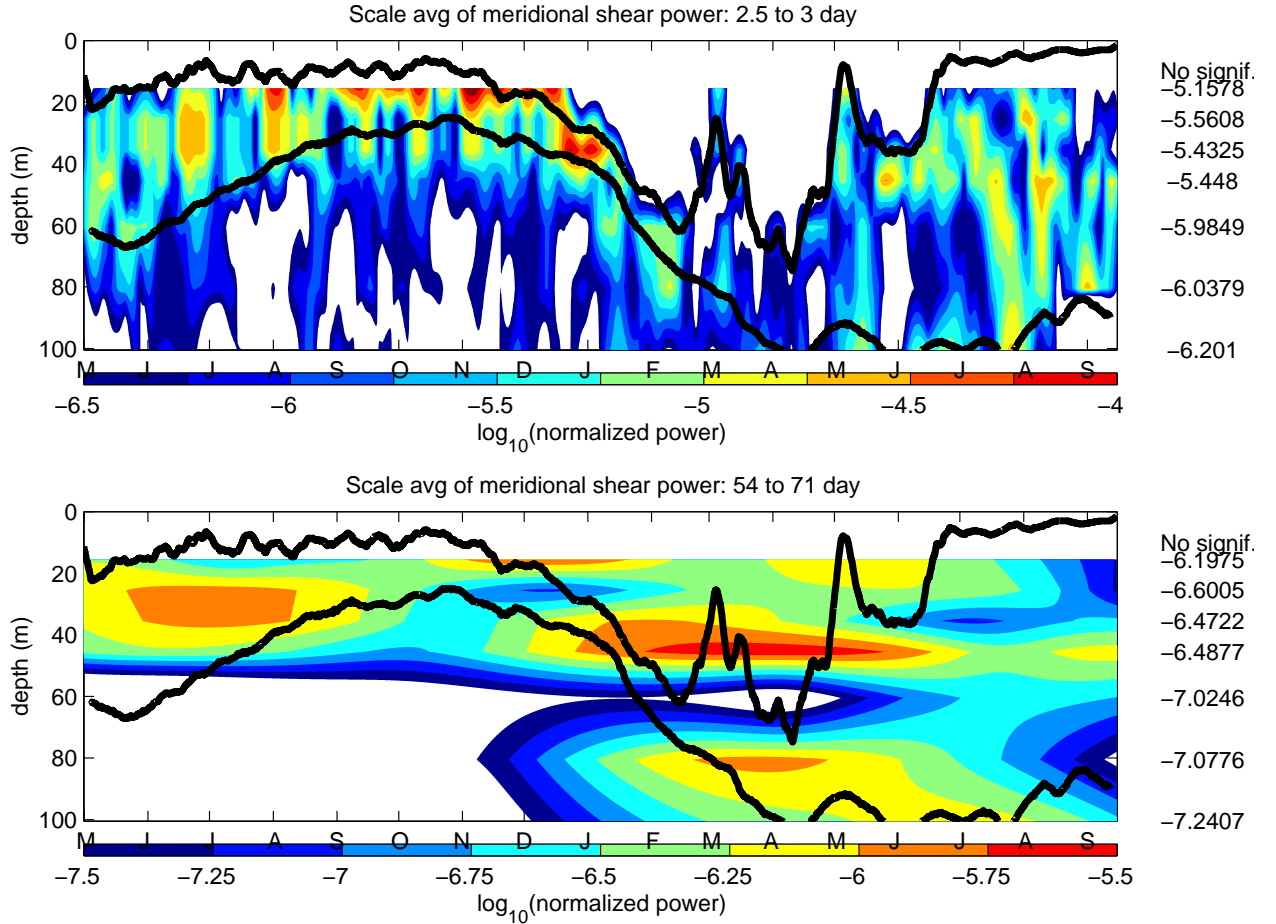 Scale avg of meridional shear power: 2.5 to 3 day
0
20
40
60
80
100
depth (m)
No signif.
−5.1578
−5.5608
−5.4325
−5.448
−5.9849
−6.0379
−6.201
M J J A S O N D J F M A M J J A S
−6.5 −6 −5.5 −5 −4.5 −4
log10(normalized power)
Scale avg of meridional shear power: 54 to 71 day
0
20
40
60
80
100
depth (m)
No signif.
−6.1975
−6.6005
−6.4722
−6.4877
−7.0246
−7.0776
−7.2407
M J J A S O N D J F M A M J J A S
−7.5 −7.25 −7 −6.75 −6.5 −6.25 −6 −5.75 −5.5
log10(normalized power)